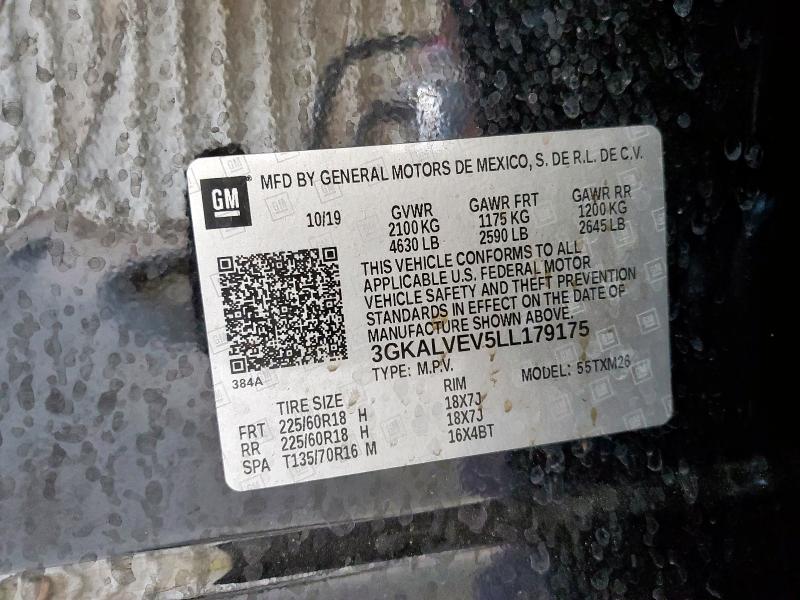 GM MFD BY GENERAL MOTORS DE MEXICO, S. DE R.L. DE C.V.
10/19 GVWR GAWR FRT GAWR RR
2100 KG 1175 KG 1200 KG
4630 LB 2590 LB 2645 LB
THIS VEHICLE CONFORMS TO ALL
APPLICABLE U.S. FEDERAL MOTOR
VEHICLE SAFETY AND THEFT PREVENTION
STANDARDS IN EFFECT ON THE DATE OF
MANUFACTURE SHOWN ABOVE.
3GKALVEV5LL179175
384A TYPE: M.P.V. MODEL: 55TXM26
TIRE SIZE RIM
FRT 225/60R18 H 18X7J
RR 225/60R18 H 18X7J
SPA T135/70R16 M 16X4BT